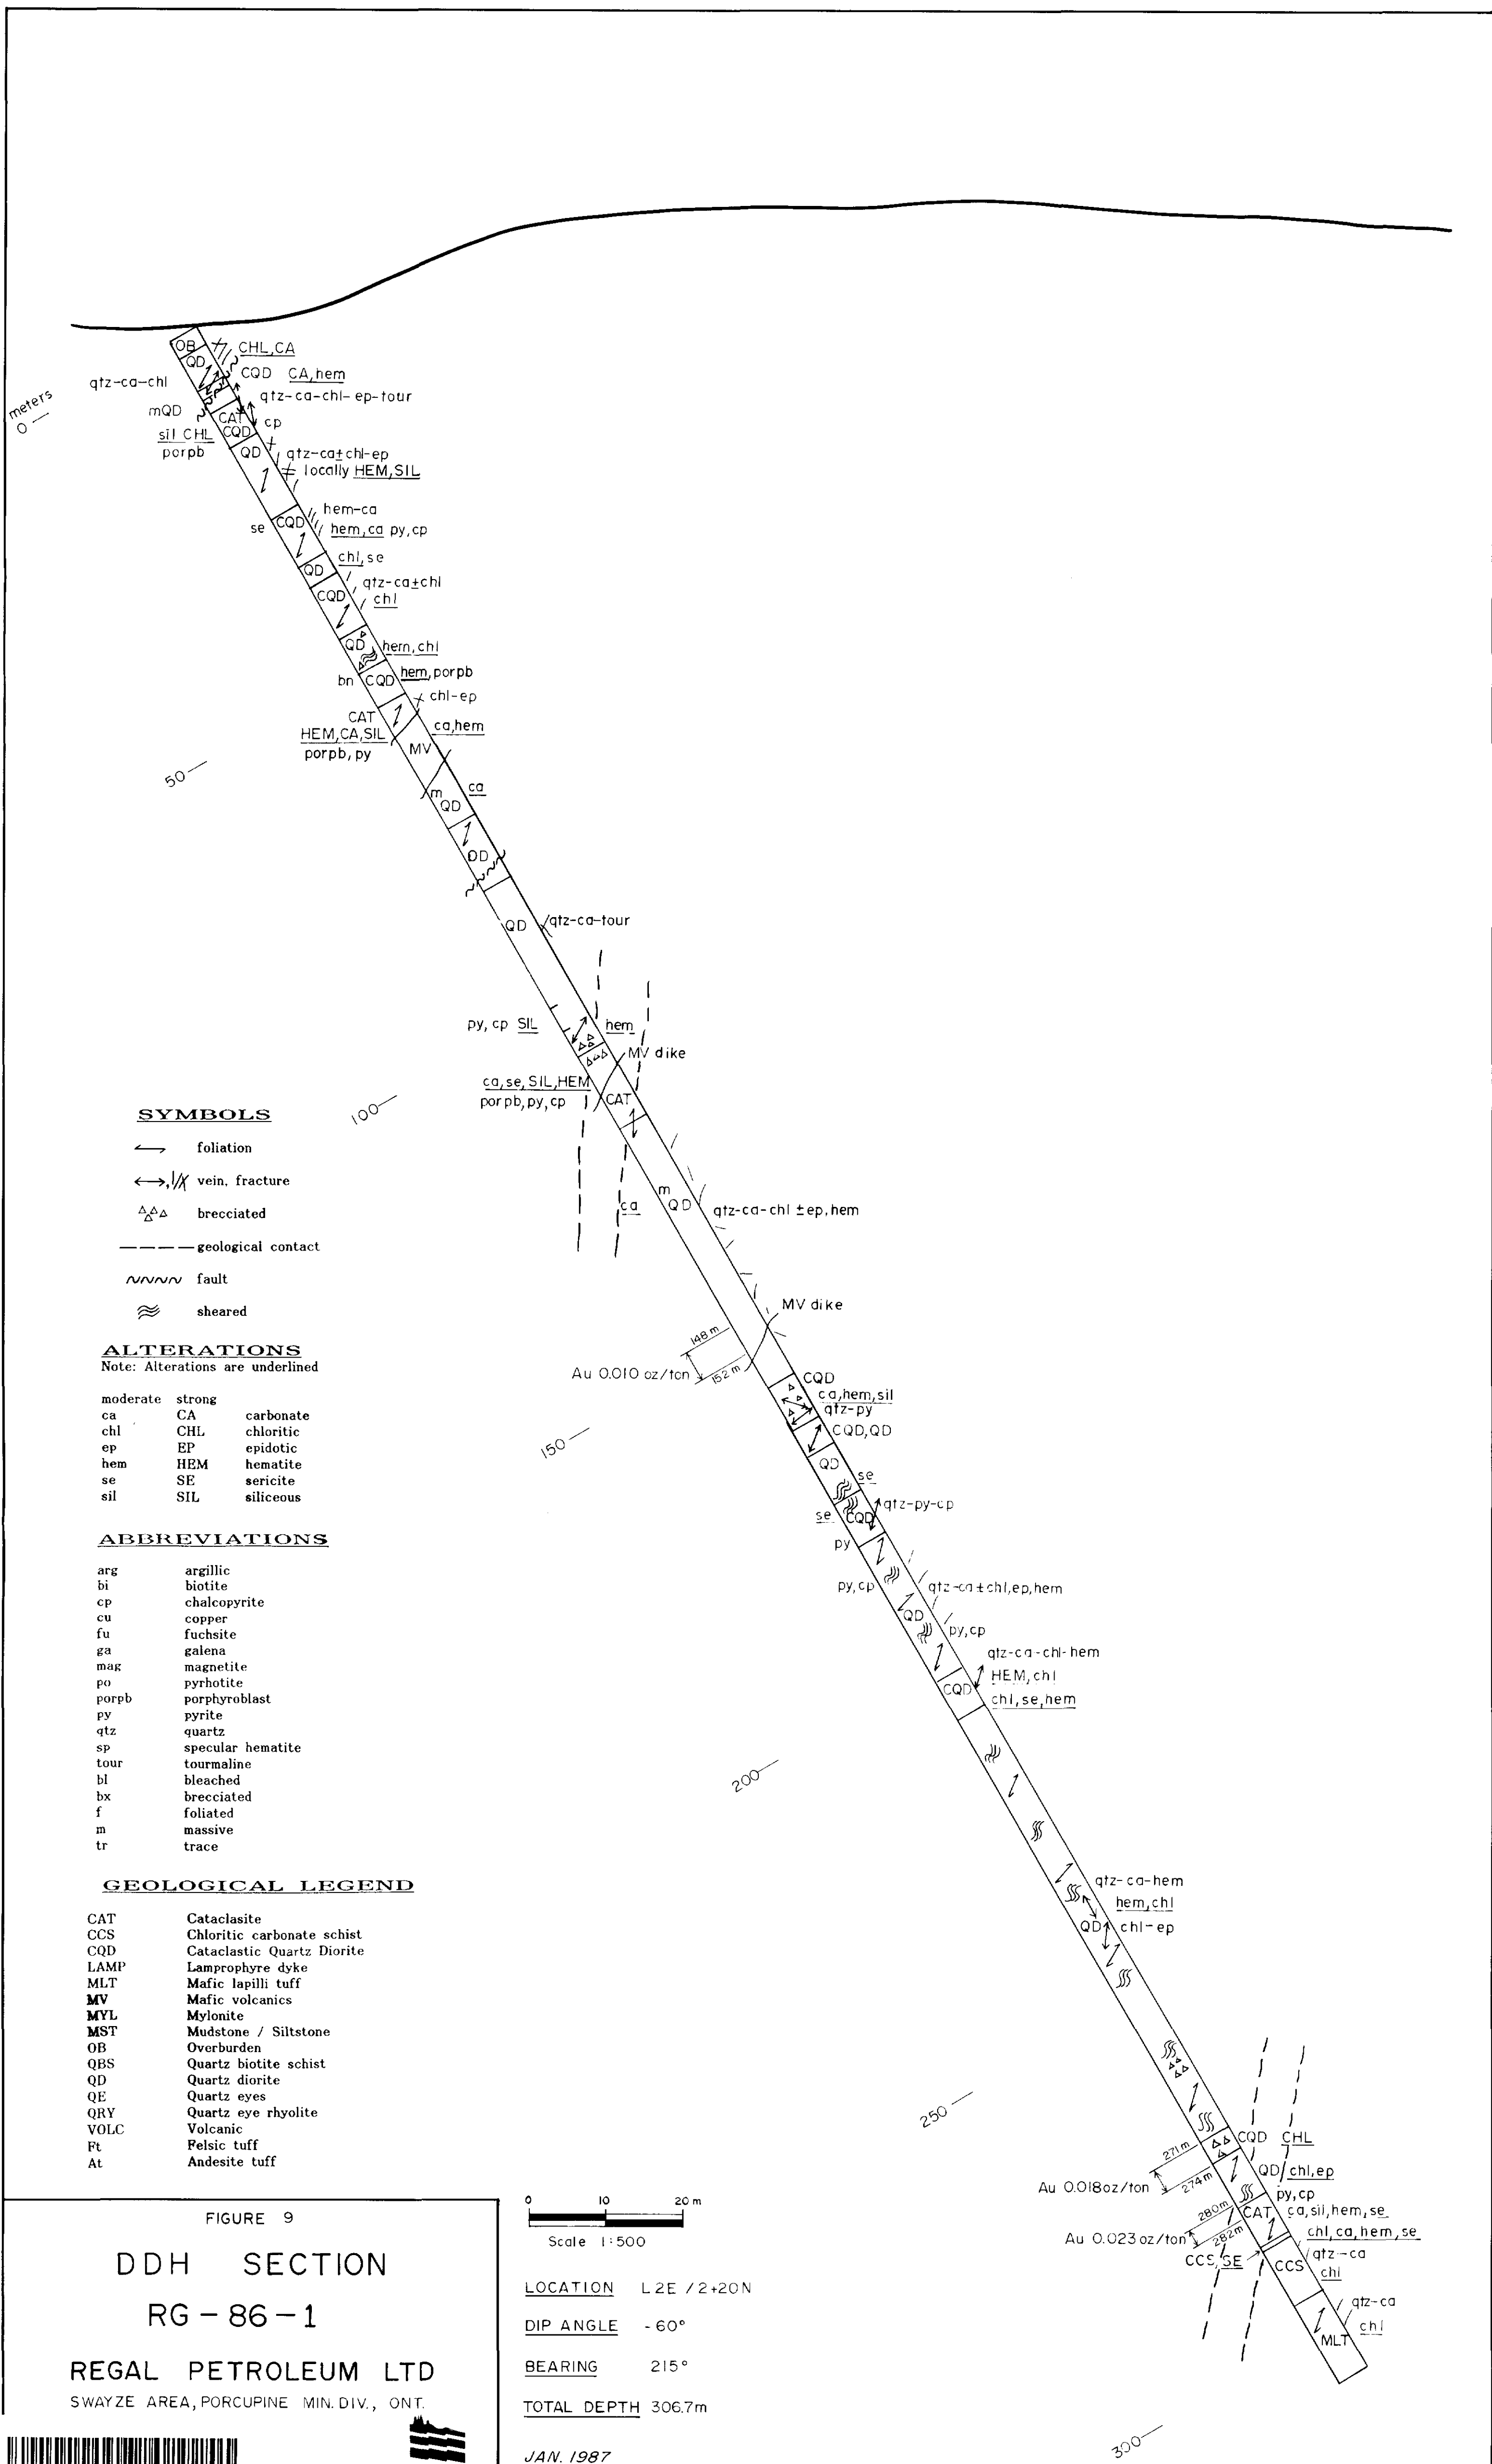 OB
CHL,CA
QD
CQD CA,hem
qtz-ca-chl
qtz-ca-chl-ep-tour
meters
0
mQD
CAT
cp
sil CHL
CQD
porpb
QD
qtz-ca±chl-ep
locally HEM,SIL
hem-ca
se
CQD
hem,ca py,cp
chl,se
QD
qtz-ca±chl
CQD
chl
QD
hem,chl
hem,porpb
bn
CQD
chl-ep
CAT
ca,hem
HEM,CA,SIL
MV
porpb,py
50
ca
m
QD
QD
QD
qtz-ca-tour
py,cp SIL
hem
MV dike
ca,se,SIL,HEM
porpb,py,cp
CAT
100
m
QD
ca
qtz-ca-chl ±ep,hem
MV dike
148m
Au 0.010 oz/ton
152m
CQD
ca,hem,sil
qtz-py
CQD,QD
150
QD
se
qtz-py-cp
se
CQD
py
py,cp
qtz-ca±chl,ep,hem
QD
py,cp
qtz-ca-chl-hem
HEM,chl
CQD
chl,se,hem
200
qtz-ca-hem
hem,chl
QD
chl-ep
250
CQD CHL
271m
QD/chl,ep
Au 0.018oz/ton
274m
py,cp
280m
CAT
ca,sil,hem,se
Au 0.023oz/ton
282m
chl,ca,hem,se
qtz-ca
CCS,SE
CCS
chl
qtz-ca
chl
MLT
300
SYMBOLS
foliation
vein, fracture
brecciated
geological contact
fault
sheared
ALTERATIONS
Note: Alterations are underlined
moderate strong
ca CA carbonate
chl CHL chloritic
ep EP epidotic
hem HEM hematite
se SE sericite
sil SIL siliceous
ABBREVIATIONS
arg argillic
bi biotite
cp chalcopyrite
cu copper
fu fuchsite
ga galena
mag magnetite
po pyrhotite
porpb porphyroblast
py pyrite
qtz quartz
sp specular hematite
tour tourmaline
bl bleached
bx brecciated
f foliated
m massive
tr trace
GEOLOGICAL LEGEND
CAT Cataclasite
CCS Chloritic carbonate schist
CQD Cataclastic Quartz Diorite
LAMP Lamprophyre dyke
MLT Mafic lapilli tuff
MV Mafic volcanics
MYL Mylonite
MST Mudstone / Siltstone
OB Overburden
QBS Quartz biotite schist
QD Quartz diorite
QE Quartz eyes
QRY Quartz eye rhyolite
VOLC Volcanic
Ft Felsic tuff
At Andesite tuff
FIGURE 9
DDH SECTION
RG-86-1
REGAL PETROLEUM LTD
SWAYZE AREA, PORCUPINE MIN. DIV., ONT.
0 10 20 m
Scale 1:500
LOCATION L2E /2+20N
DIP ANGLE -60°
BEARING 215°
TOTAL DEPTH 306.7m
JAN. 1987